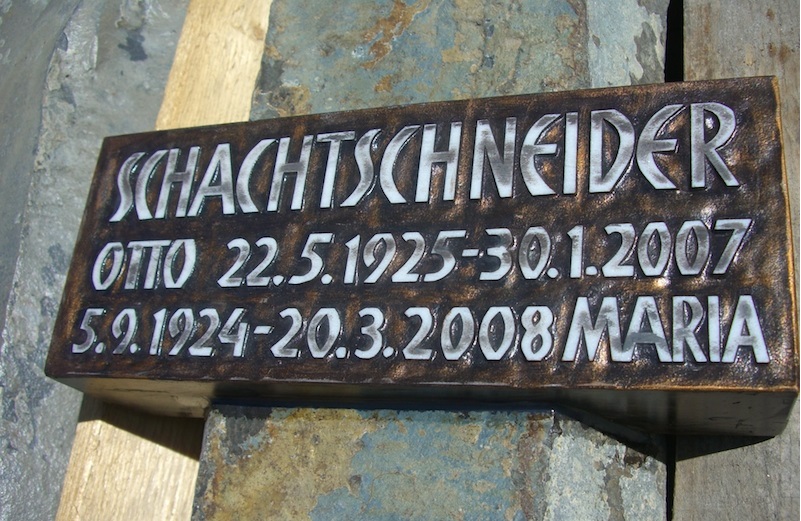 SCHACHTSCHNEIDER
OTTO 22.5.1925-30.1.2007
5.9.1924-20.3.2008 MARIA